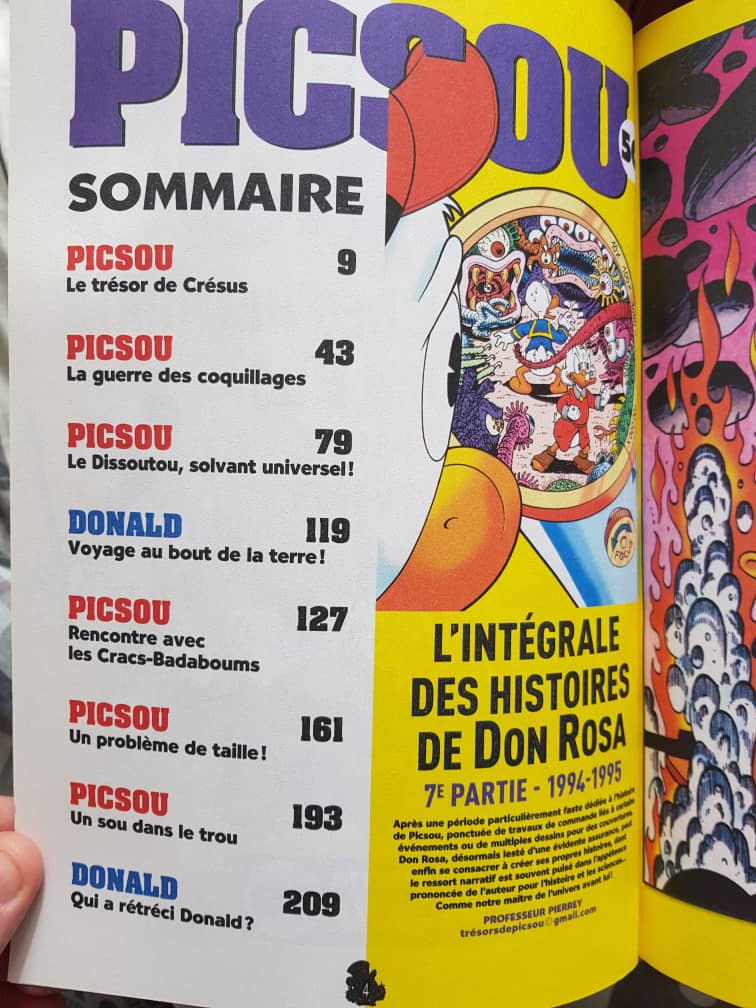 PICSOU
SOMMAIRE
PICSOU 9
Le trésor de Crésus
PICSOU 43
La guerre des coquillages
PICSOU 79
Le Dissoutou, solvant universel!
DONALD 119
Voyage au bout de la terre!
PICSOU 127
Rencontre avec
les Cracs-Badaboums
PICSOU 161
Un problème de taille!
PICSOU 193
Un sou dans le trou
DONALD 209
Qui a rétréci Donald?
L'INTÉGRALE
DES HISTOIRES
DE DON ROSA
7E PARTIE - 1994-1995
Après une période particulièrement faste dédiée à l'histoire
de Picsou, ponctuée de travaux de commande liés à certains
événements ou de multiples dessins pour des couvertures,
Don Rosa, désormais lesté d'une évidente assurance, peut
enfin se consacrer à créer ses propres histoires, dont
le ressort narratif est souvent puisé dans l'appétence
prononcée de l'auteur pour l'histoire et les sciences...
Comme notre maître de l'univers avant lui!
PROFESSEUR PIERREY
trésorsdepicsou@gmail.com
4